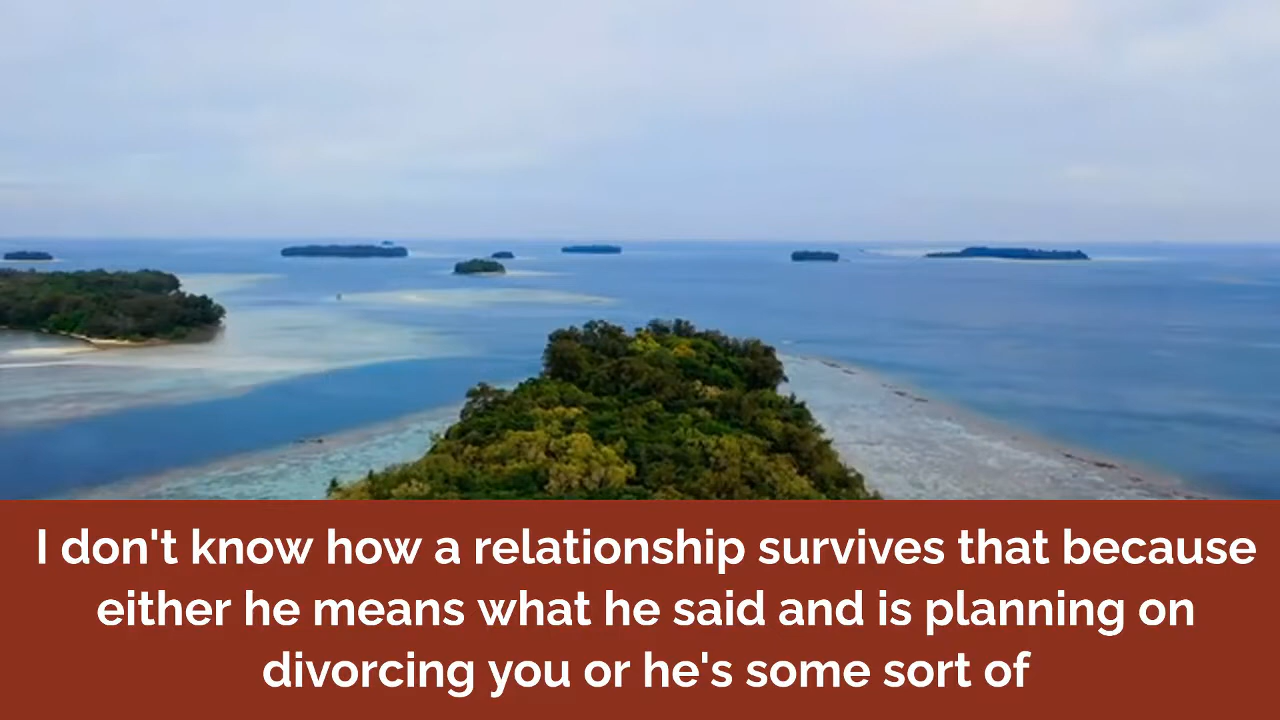 I don't know how a relationship survives that because
either he means what he said and is planning on
divorcing you or he's some sort of